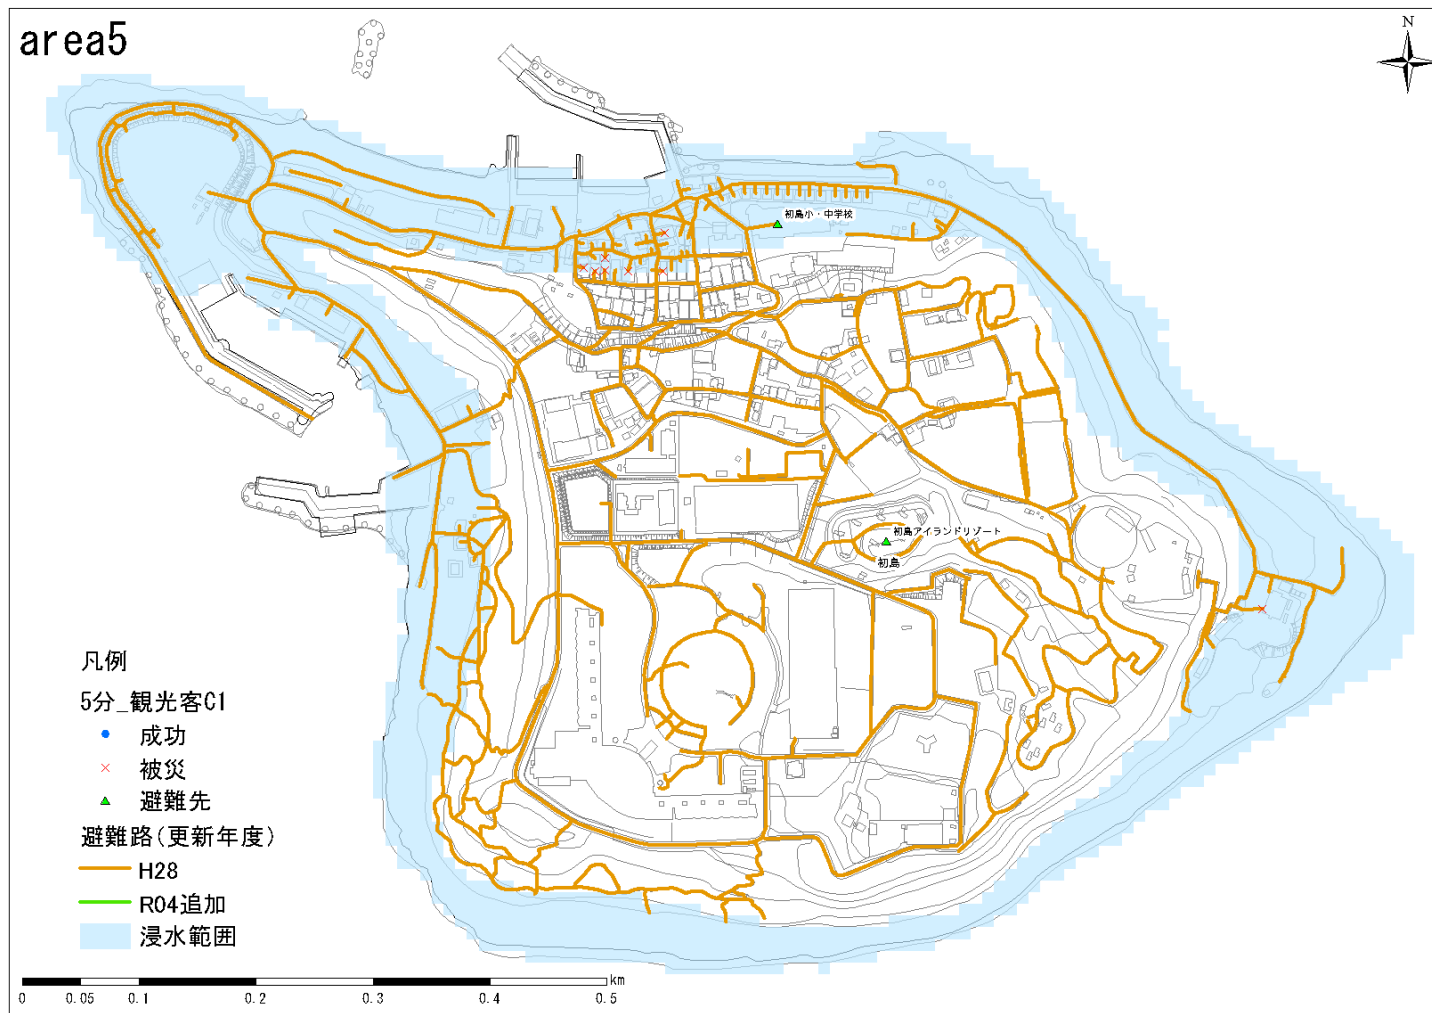 area5
N
初島小・中学校
初島アイランドリゾート
初島
凡例
5分_観光客C1
成功
被災
避難先
避難路(更新年度)
H28
R04追加
浸水範囲
km
0 0.05 0.1 0.2 0.3 0.4 0.5